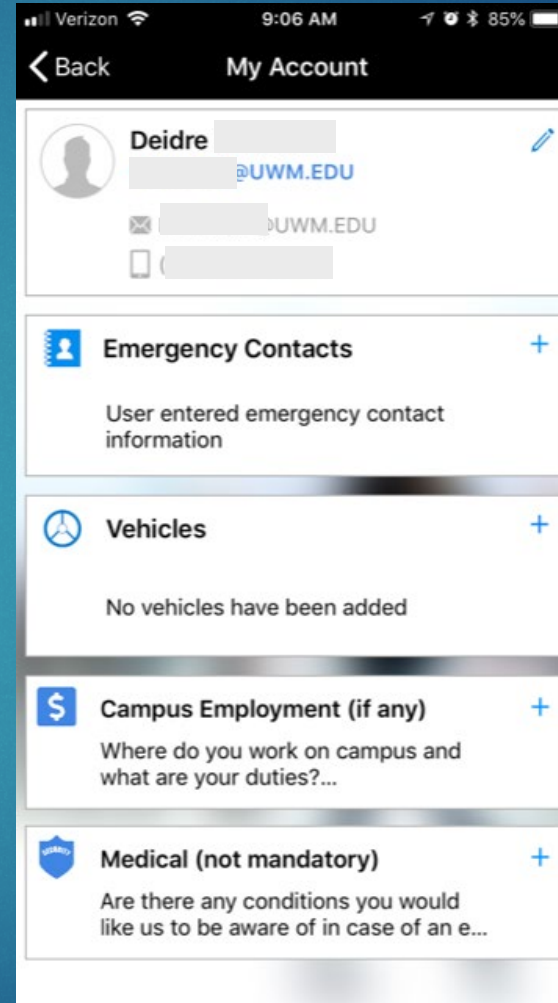 Verizon 9:06 AM 85%
Back My Account
Deidre
@UWM.EDU
UWM.EDU
(
Emergency Contacts +
User entered emergency contact
information
Vehicles +
No vehicles have been added
$ Campus Employment (if any) +
Where do you work on campus and
what are your duties?...
SECURITY
Medical (not mandatory) +
Are there any conditions you would
like us to be aware of in case of an e...